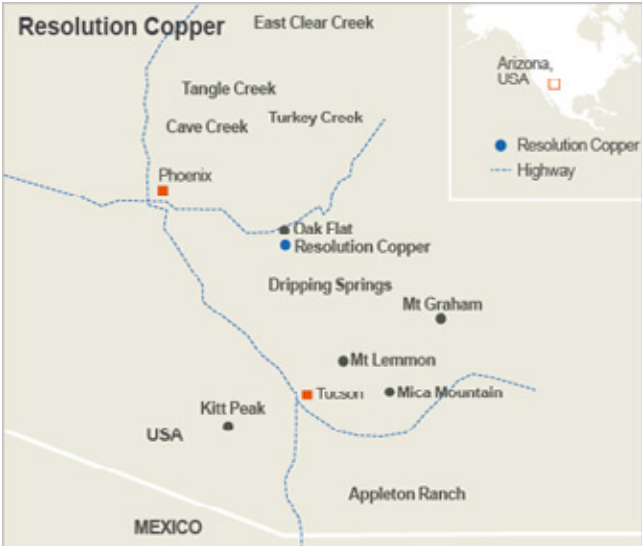 Resolution Copper
East Clear Creek
Arizona,
USA
Tangle Creek
Turkey Creek
Cave Creek
Resolution Copper
Highway
Phoenix
Oak Flat
Resolution Copper
Dripping Springs
Mt Graham
Mt Lemmon
Tucson
Mica Mountain
Kitt Peak
USA
Appleton Ranch
MEXICO